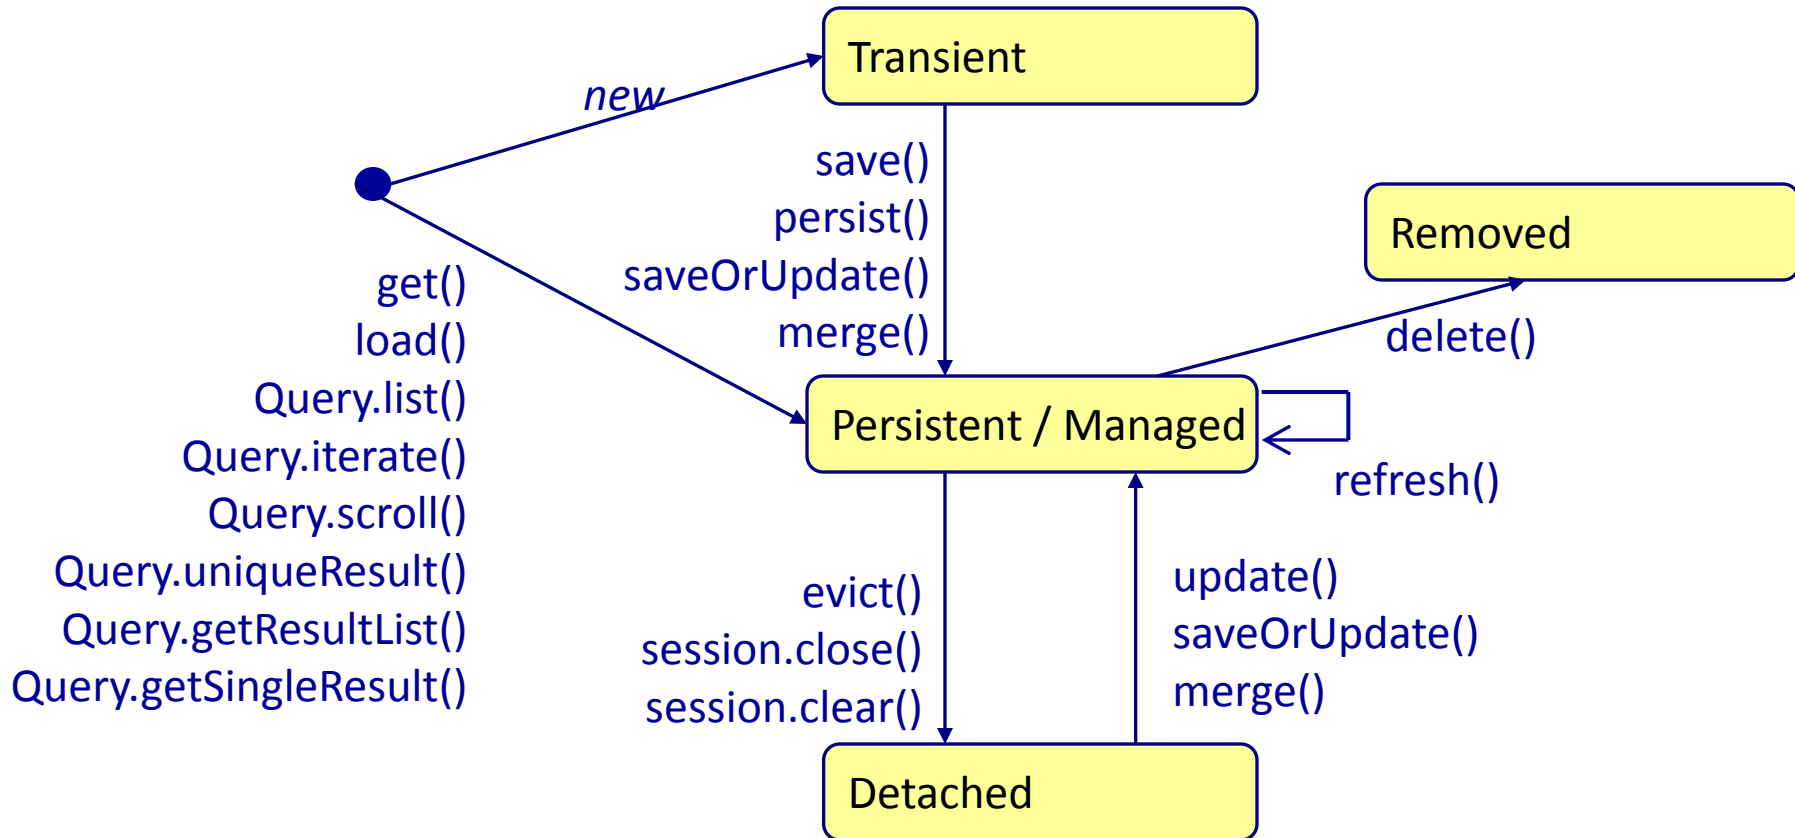 Transient
new
save()
persist()
saveOrUpdate()
merge()
Removed
delete()
get()
load()
Query.list()
Query.iterate()
Query.scroll()
Query.uniqueResult()
Query.getResultList()
Query.getSingleResult()
Persistent / Managed
refresh()
evict()
session.close()
session.clear()
update()
saveOrUpdate()
merge()
Detached